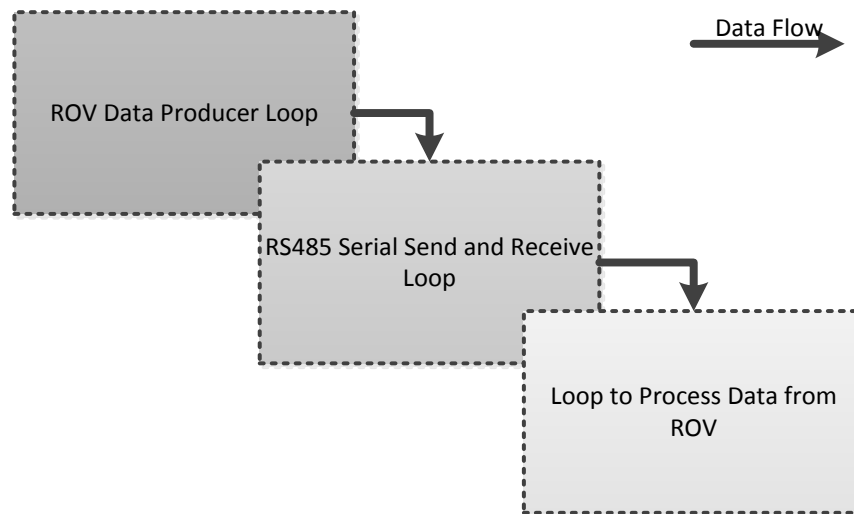 Data Flow
ROV Data Producer Loop
RS485 Serial Send and Receive
Loop
Loop to Process Data from
ROV